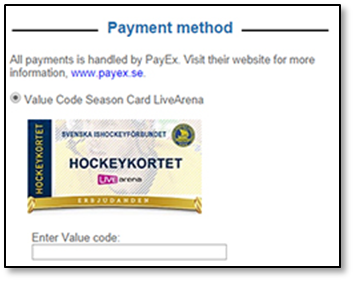 Payment method
All payments is handled by PayEx. Visit their website for more
information, www.payex.se.
Value Code Season Card LiveArena
HOCKEYKORTET
SVENSKA ISHOCKEYFÖRBUNDET
HOCKEYKORTET
LIVE arena
ERBJUDANDEN
Enter Value code: